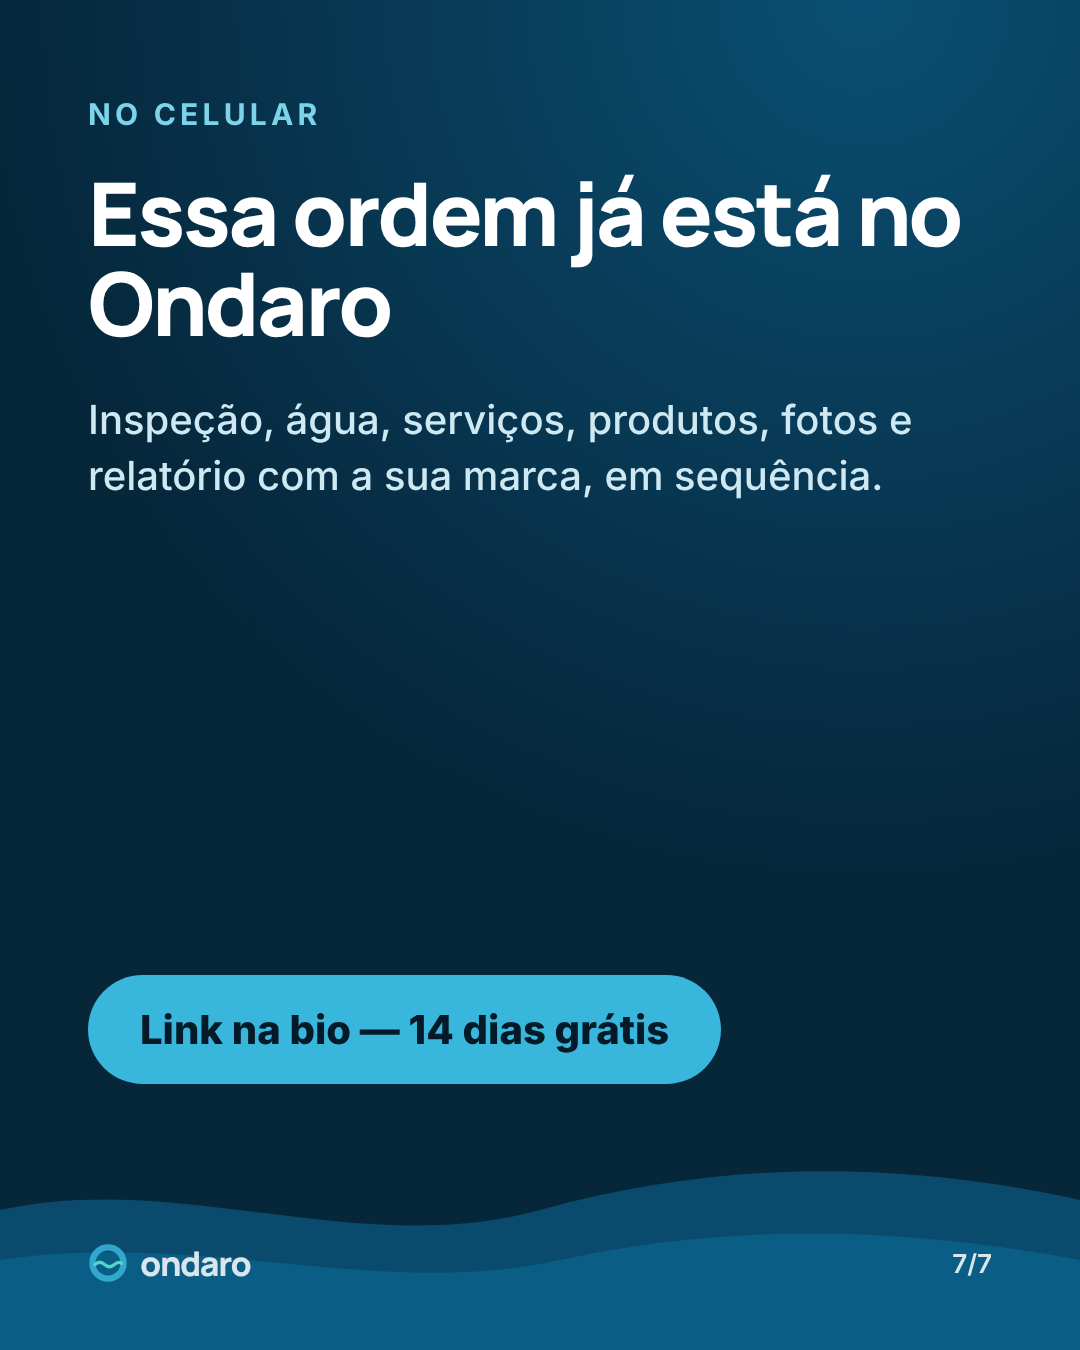 NO CELULAR
Essa ordem já está no
Ondaro
Inspeção, água, serviços, produtos, fotos e
relatório com a sua marca, em sequência.
Link na bio — 14 dias grátis
ondaro
7/7